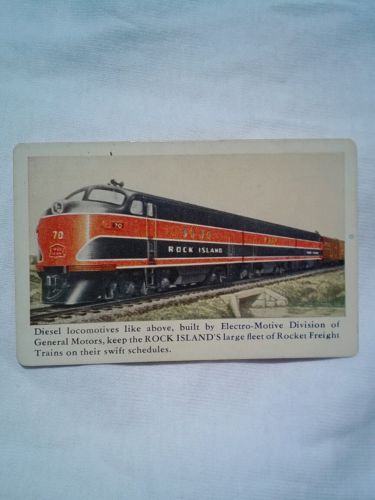 70
70
ROCK ISLAND
Diesel locomotives like above, built by Electro-Motive Division of
General Motors, keep the ROCK ISLAND'S large fleet of Rocket Freight
Trains on their swift schedules.